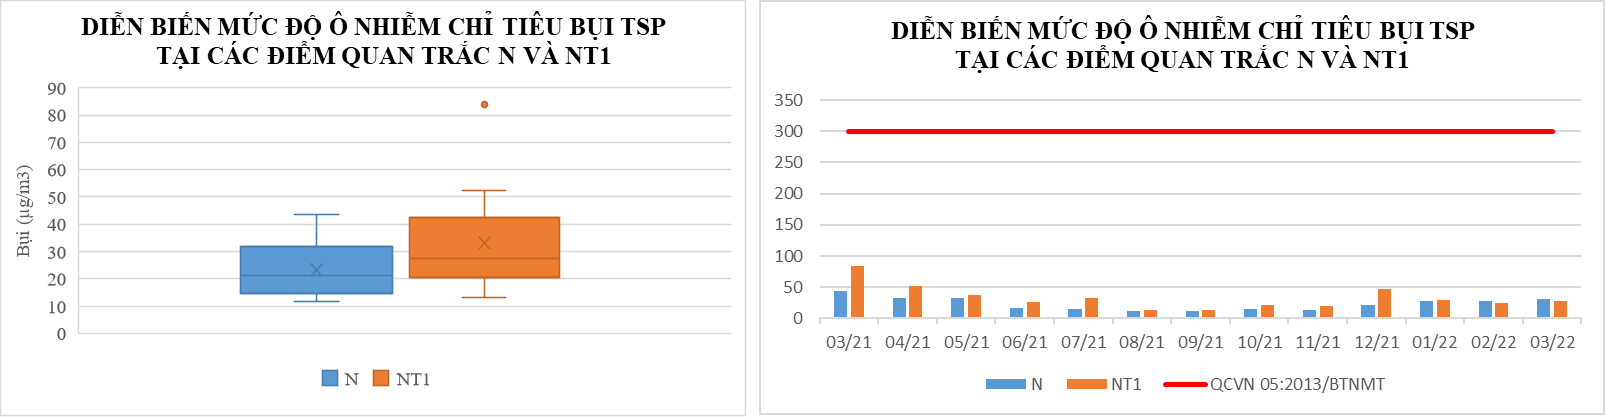 DIỄN BIẾN MỨC ĐỘ Ô NHIỄM CHỈ TIÊU BỤI TSP
TẠI CÁC ĐIỂM QUAN TRẮC N VÀ NT1
90
80
70
60
50
40
30
20
10
0
Bụi (µg/m3)
N NT1
DIỄN BIẾN MỨC ĐỘ Ô NHIỄM CHỈ TIÊU BỤI TSP
TẠI CÁC ĐIỂM QUAN TRẮC N VÀ NT1
350
300
250
200
150
100
50
0
03/21 04/21 05/21 06/21 07/21 08/21 09/21 10/21 11/21 12/21 01/22 02/22 03/22
N NT1 QCVN 05:2013/BTNMT